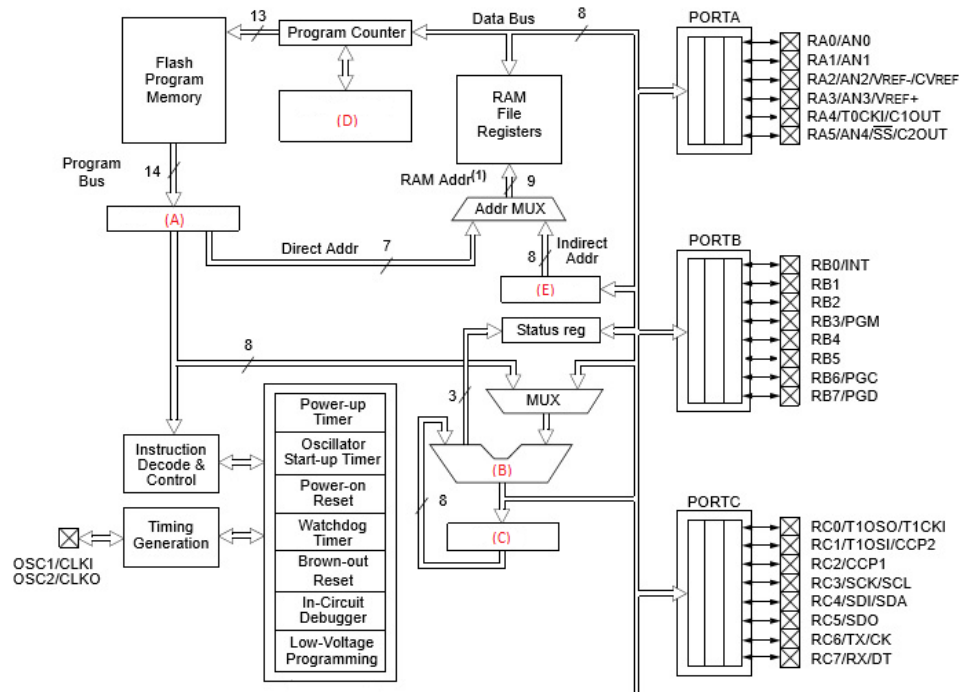 13
Data Bus
8
PORTA
Flash
Program
Memory
Program Counter
(D)
RAM
File
Registers
RA0/AN0
RA1/AN1
RA2/AN2/VREF-/CVREF
RA3/AN3/VREF+
RA4/T0CKI/C1OUT
RA5/AN4/SS/C2OUT
Program
Bus
14
RAM Addr(1)
9
(A)
Addr MUX
Direct Addr
7
8
Indirect
Addr
(E)
PORTB
RB0/INT
RB1
RB2
RB3/PGM
RB4
RB5
RB6/PGC
RB7/PGD
Status reg
8
3
MUX
Power-up
Timer
Oscillator
Start-up Timer
Power-on
Reset
Watchdog
Timer
Brown-out
Reset
In-Circuit
Debugger
Low-Voltage
Programming
Instruction
Decode &
Control
Timing
Generation
OSC1/CLKI
OSC2/CLKO
(B)
8
(C)
PORTC
RC0/T1OSO/T1CKI
RC1/T1OSI/CCP2
RC2/CCP1
RC3/SCK/SCL
RC4/SDI/SDA
RC5/SDO
RC6/TX/CK
RC7/RX/DT